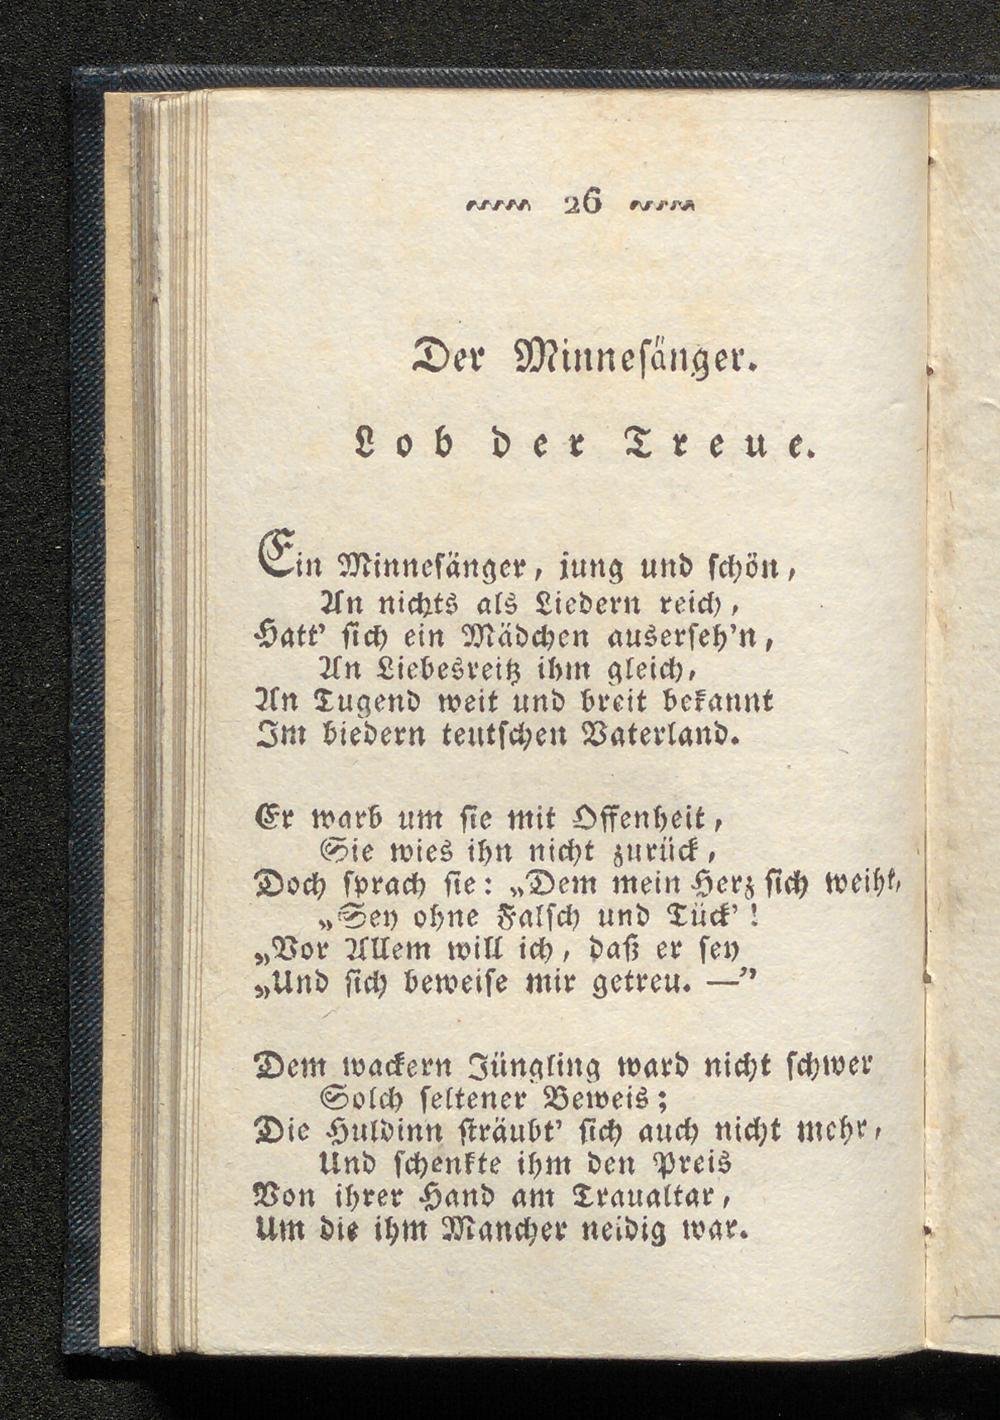 26
Der Minnesänger.
Lob der Treue.
Ein Minnesänger, jung und schön,
An nichts als Liedern reich,
Hatt' sich ein Mädchen auserseh'n,
An Liebesreitz ihm gleich,
An Tugend weit und breit bekannt
Im biedern teutschen Vaterland.
Er warb um sie mit Offenheit,
Sie wies ihn nicht zurück,
Doch sprach sie: „Dem mein Herz sich weiht,
„Sey ohne Falsch und Tück'!
„Vor Allem will ich, daß er sey
„Und sich beweise mir getreu. —”
Dem wackern Jüngling ward nicht schwer
Solch seltener Beweis;
Die Huldinn sträubt' sich auch nicht mehr,
Und schenkte ihm den Preis
Von ihrer Hand am Traualtar,
Um die ihm Mancher neidig war.